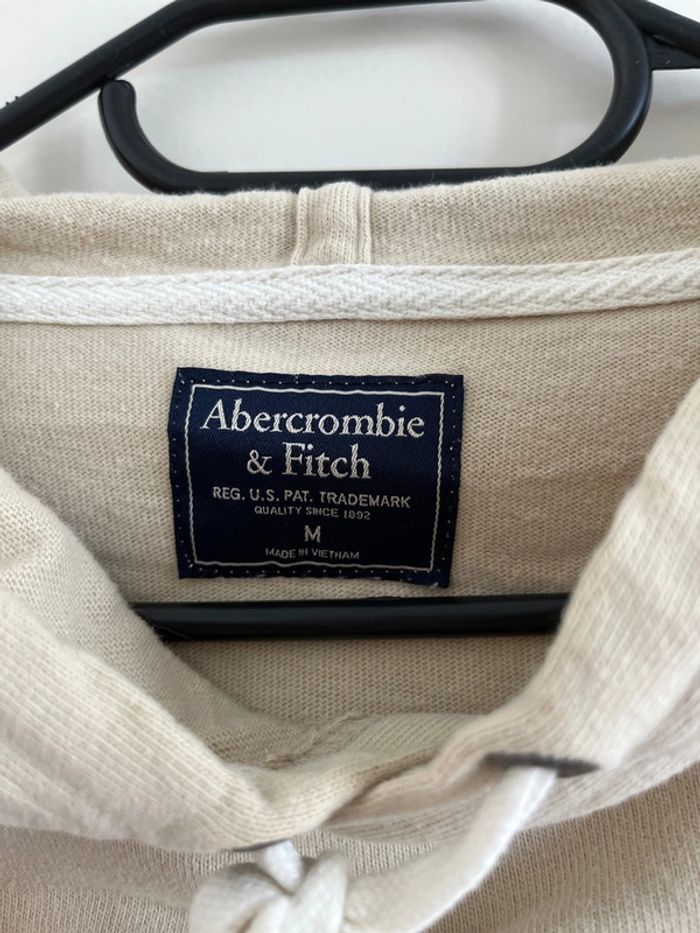 Abercrombie
& Fitch
REG. U.S. PAT. TRADEMARK
QUALITY SINCE 1892
M
MADE IN VIETNAM